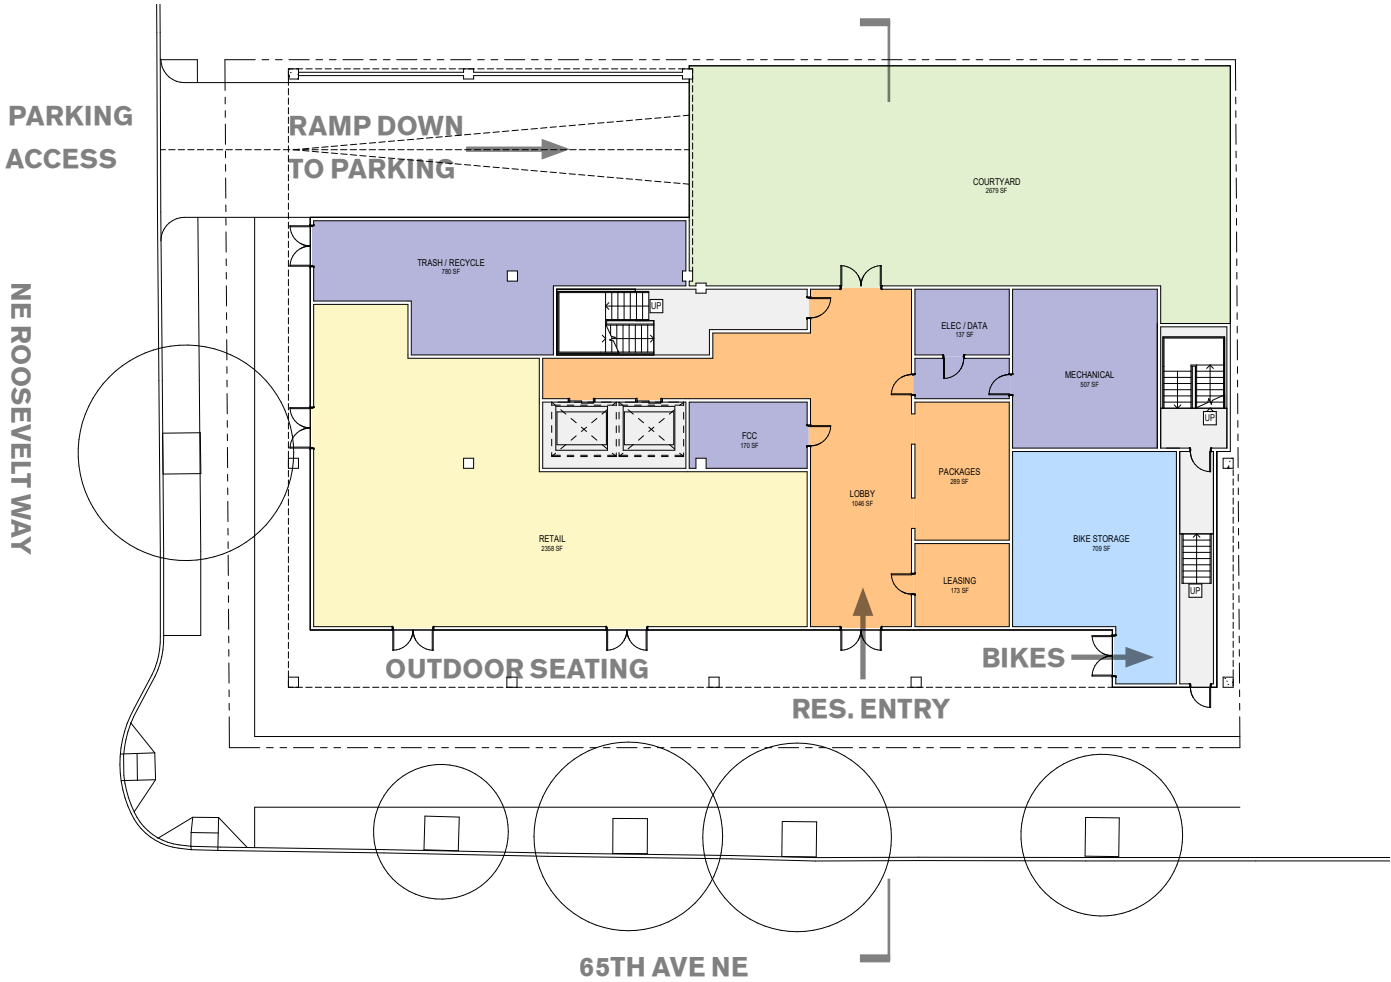 PARKING
ACCESS
RAMP DOWN
TO PARKING
COURTYARD
2679 SF
TRASH / RECYCLE
780 SF
UP
ELEC / DATA
137 SF
MECHANICAL
507 SF
UP
NE ROOSEVELT WAY
FCC
170 SF
PACKAGES
289 SF
LOBBY
1046 SF
RETAIL
2358 SF
BIKE STORAGE
709 SF
LEASING
173 SF
UP
OUTDOOR SEATING
BIKES
RES. ENTRY
65TH AVE NE